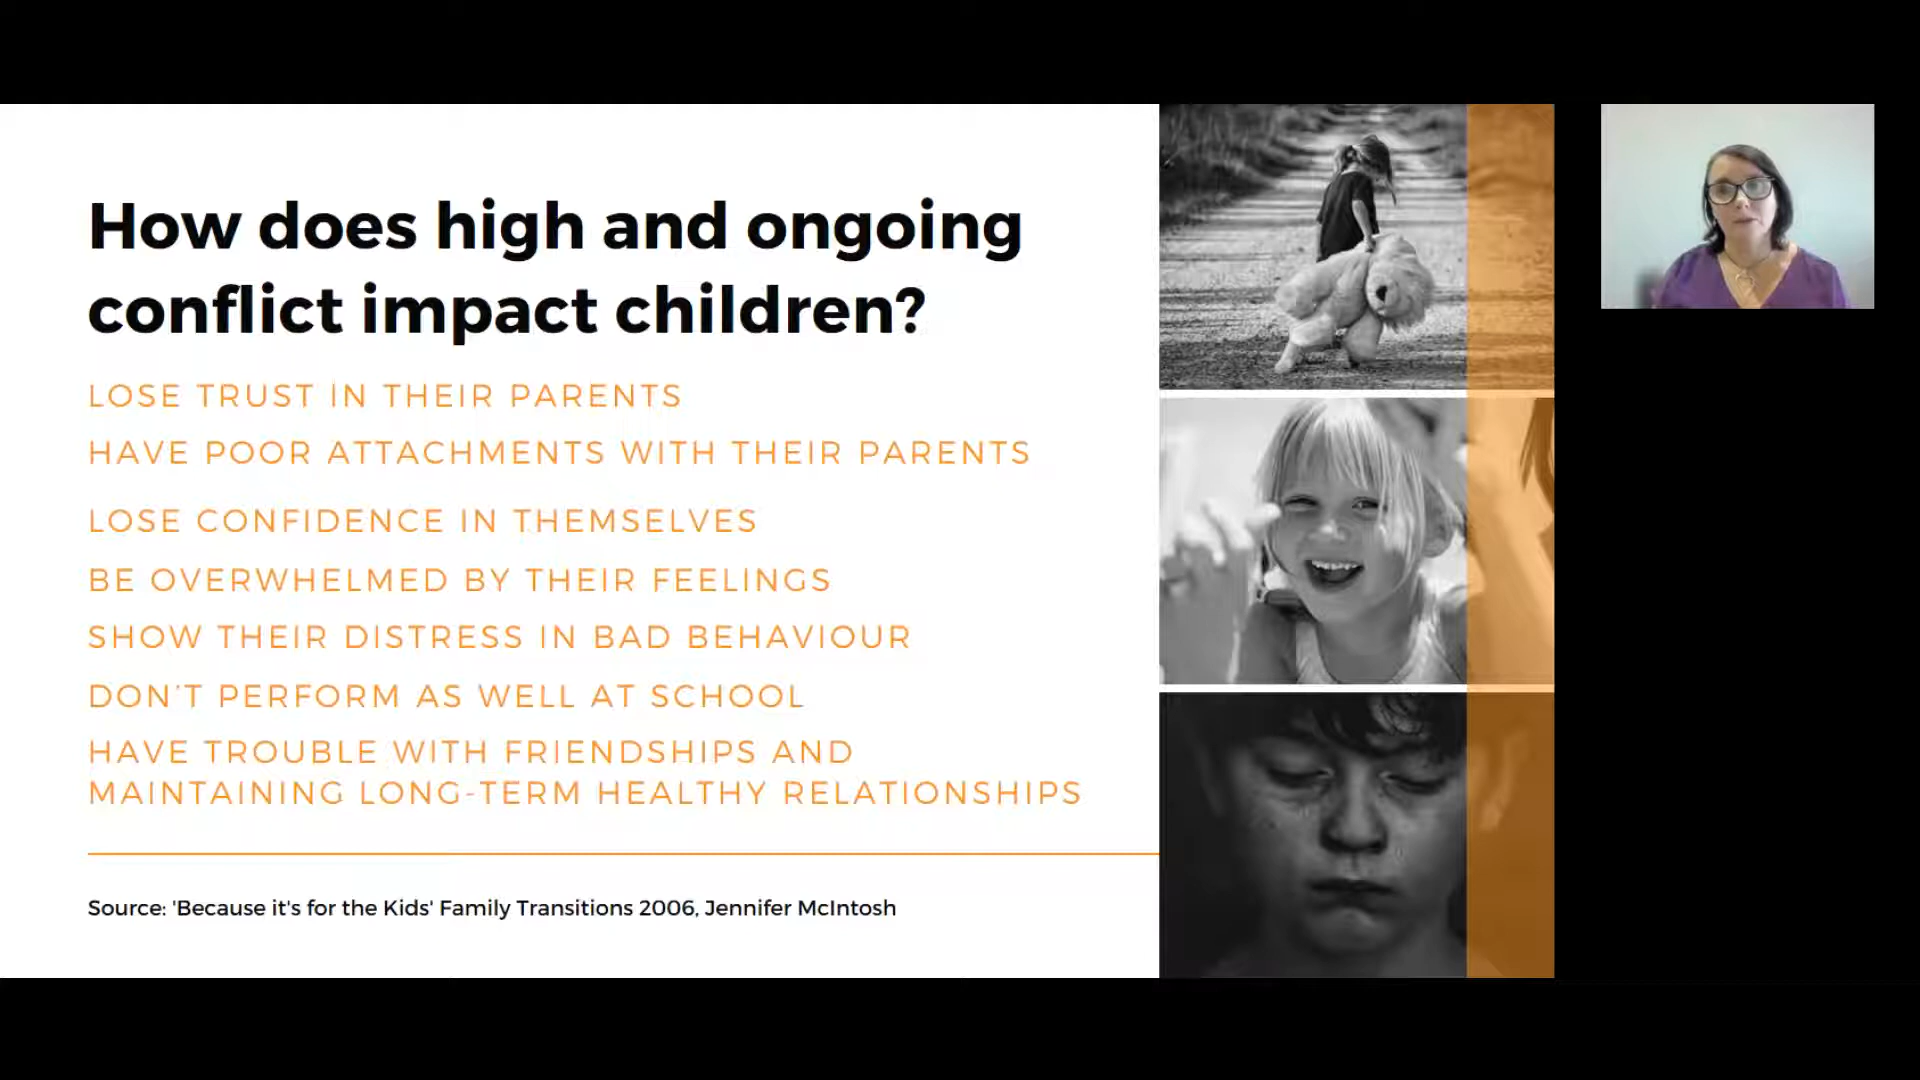 How does high and ongoing
conflict impact children?
LOSE TRUST IN THEIR PARENTS
HAVE POOR ATTACHMENTS WITH THEIR PARENTS
LOSE CONFIDENCE IN THEMSELVES
BE OVERWHELMED BY THEIR FEELINGS
SHOW THEIR DISTRESS IN BAD BEHAVIOUR
DON'T PERFORM AS WELL AT SCHOOL
HAVE TROUBLE WITH FRIENDSHIPS AND
MAINTAINING LONG-TERM HEALTHY RELATIONSHIPS
Source: 'Because it's for the Kids' Family Transitions 2006, Jennifer McIntosh